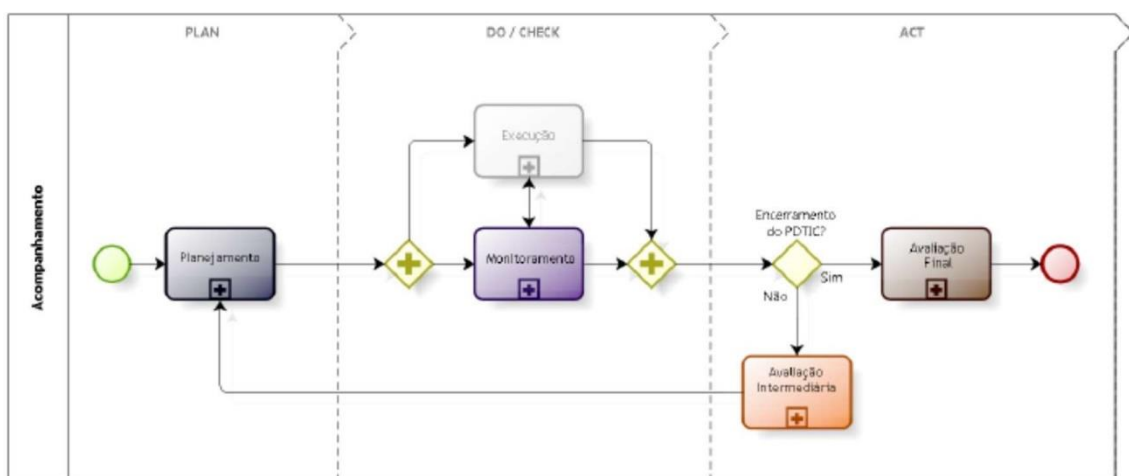 PLAN
DO / CHECK
ACT
Acompanhamento
Planejamento
Execução
Monitoramento
Encerramento
do PDTIC?
Sim
Não
Avaliação
Final
Avaliação
Intermediária